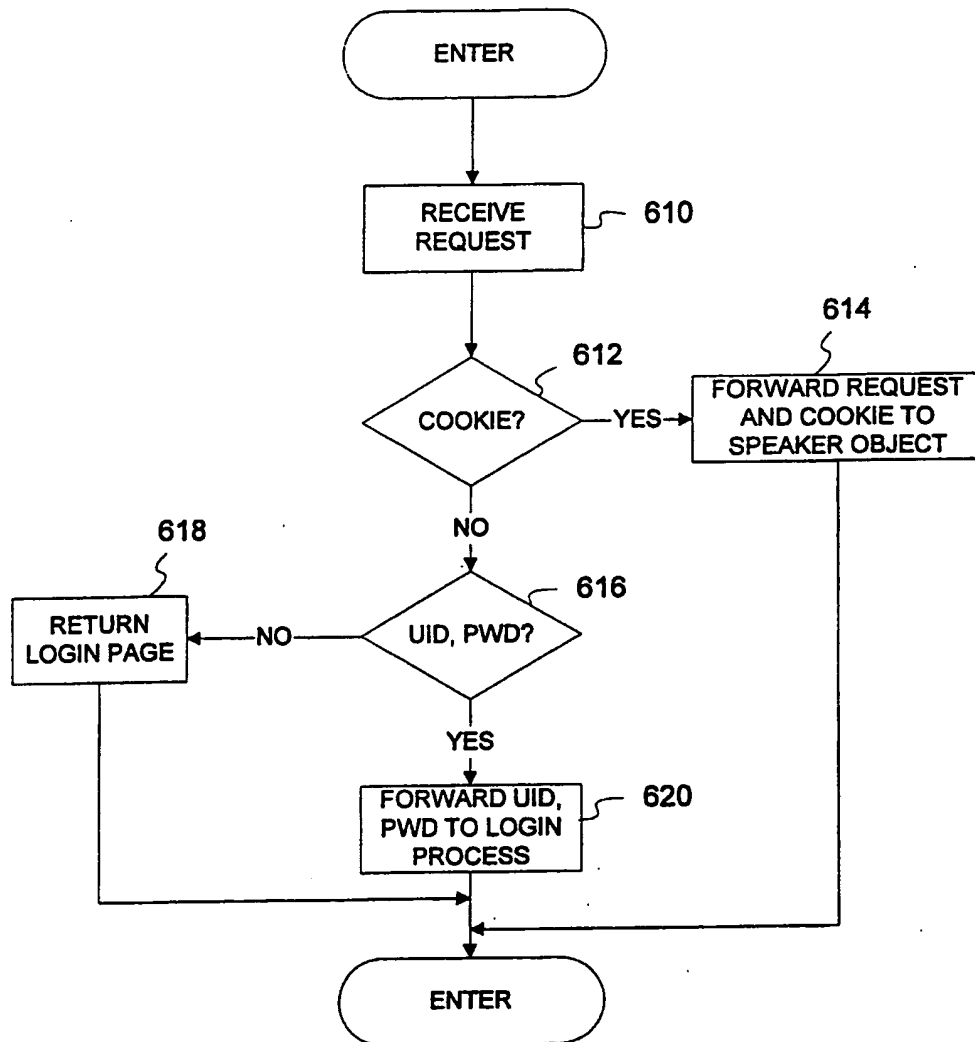 ENTER
RECEIVE
REQUEST
610
612
COOKIE?
YES
614
FORWARD REQUEST
AND COOKIE TO
SPEAKER OBJECT
NO
616
UID, PWD?
NO
618
RETURN
LOGIN PAGE
YES
FORWARD UID,
PWD TO LOGIN
PROCESS
620
ENTER